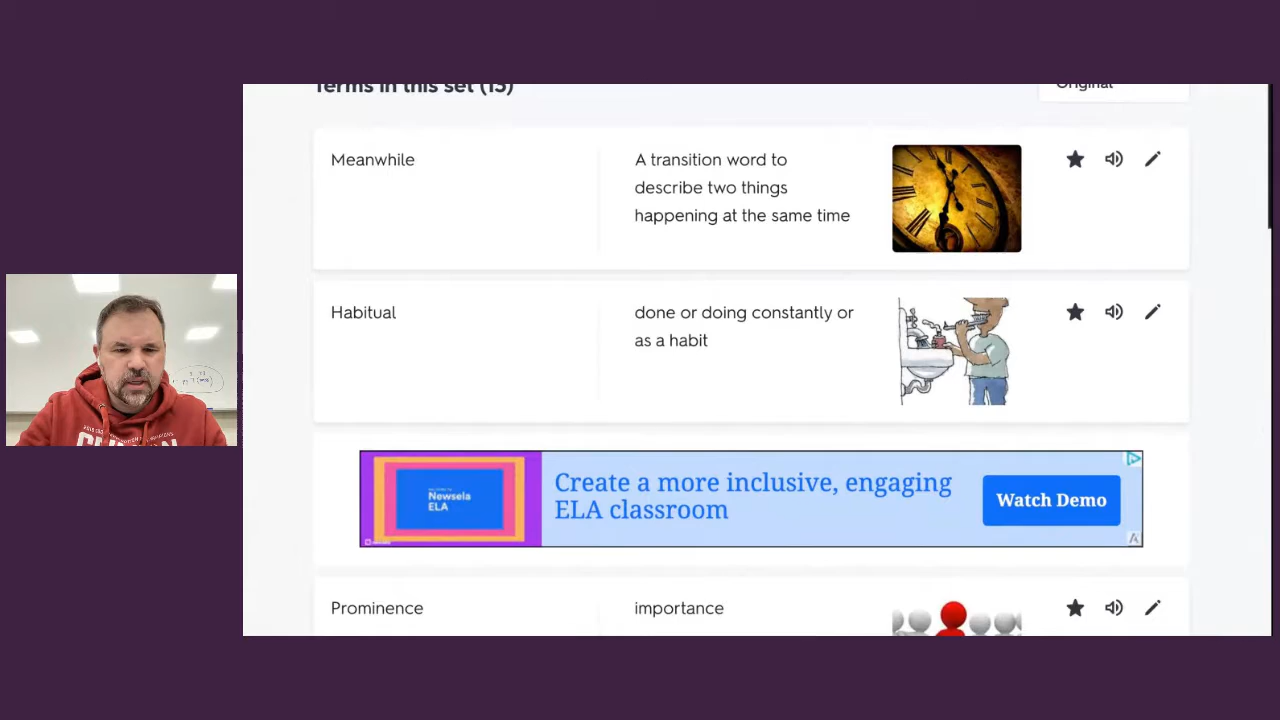 Terms in this set (15)
Original
Meanwhile
A transition word to
describe two things
happening at the same time
Habitual
done or doing constantly or
as a habit
Newsela
ELA
Create a more inclusive, engaging
ELA classroom
Watch Demo
Prominence
importance